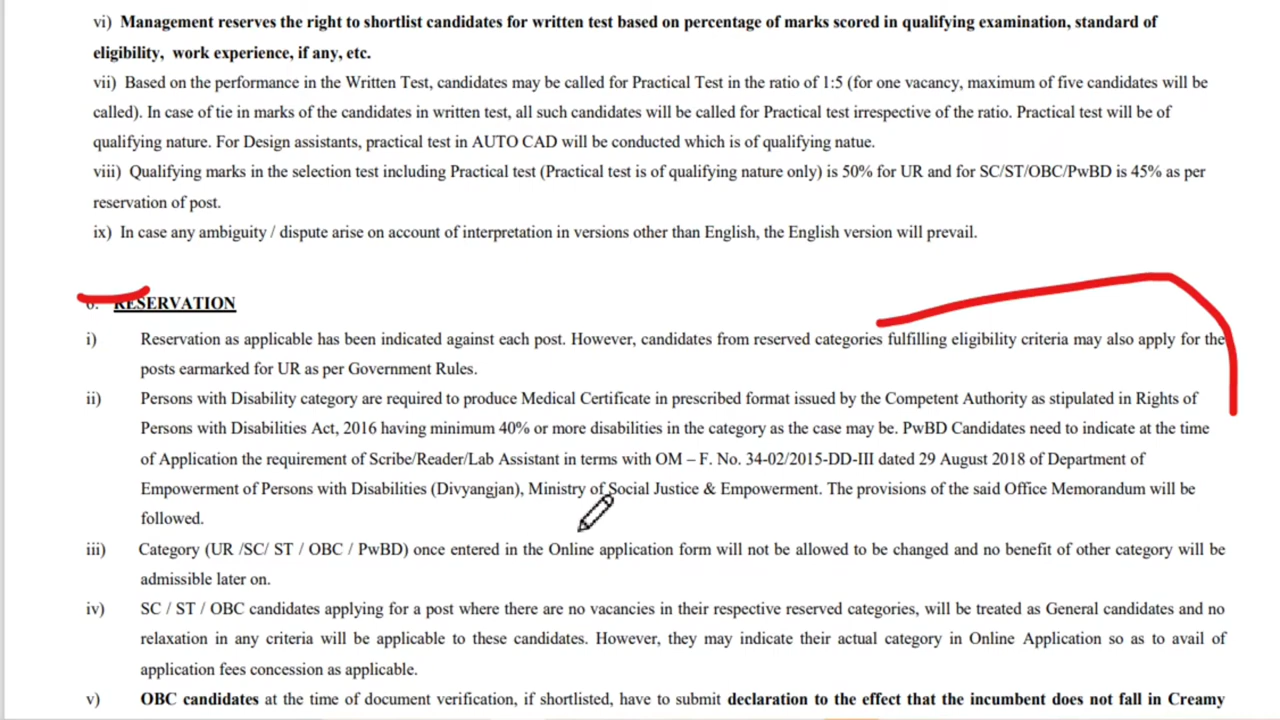 vi) Management reserves the right to shortlist candidates for written test based on percentage of marks scored in qualifying examination, standard of
eligibility, work experience, if any, etc.
vii) Based on the performance in the Written Test, candidates may be called for Practical Test in the ratio of 1:5 (for one vacancy, maximum of five candidates will be
called). In case of tie in marks of the candidates in written test, all such candidates will be called for Practical test irrespective of the ratio. Practical test will be of
qualifying nature. For Design assistants, practical test in AUTO CAD will be conducted which is of qualifying natue.
viii) Qualifying marks in the selection test including Practical test (Practical test is of qualifying nature only) is 50% for UR and for SC/ST/OBC/PwBD is 45% as per
reservation of post.
ix) In case any ambiguity / dispute arise on account of interpretation in versions other than English, the English version will prevail.
RESERVATION
i) Reservation as applicable has been indicated against each post. However, candidates from reserved categories fulfilling eligibility criteria may also apply for the
posts earmarked for UR as per Government Rules.
ii) Persons with Disability category are required to produce Medical Certificate in prescribed format issued by the Competent Authority as stipulated in Rights of
Persons with Disabilities Act, 2016 having minimum 40% or more disabilities in the category as the case may be. PwBD Candidates need to indicate at the time
of Application the requirement of Scribe/Reader/Lab Assistant in terms with OM – F. No. 34-02/2015-DD-III dated 29 August 2018 of Department of
Empowerment of Persons with Disabilities (Divyangjan), Ministry of Social Justice & Empowerment. The provisions of the said Office Memorandum will be
followed.
iii) Category (UR /SC/ ST / OBC / PwBD) once entered in the Online application form will not be allowed to be changed and no benefit of other category will be
admissible later on.
iv) SC / ST / OBC candidates applying for a post where there are no vacancies in their respective reserved categories, will be treated as General candidates and no
relaxation in any criteria will be applicable to these candidates. However, they may indicate their actual category in Online Application so as to avail of
application fees concession as applicable.
v) OBC candidates at the time of document verification, if shortlisted, have to submit declaration to the effect that the incumbent does not fall in Creamy